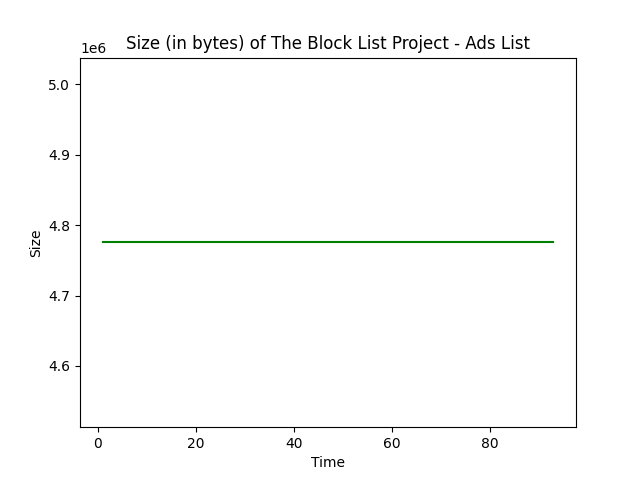 Size (in bytes) of The Block List Project - Ads List
1e6
5.0
4.9
4.8
4.7
4.6
Size
0 20 40 60 80
Time